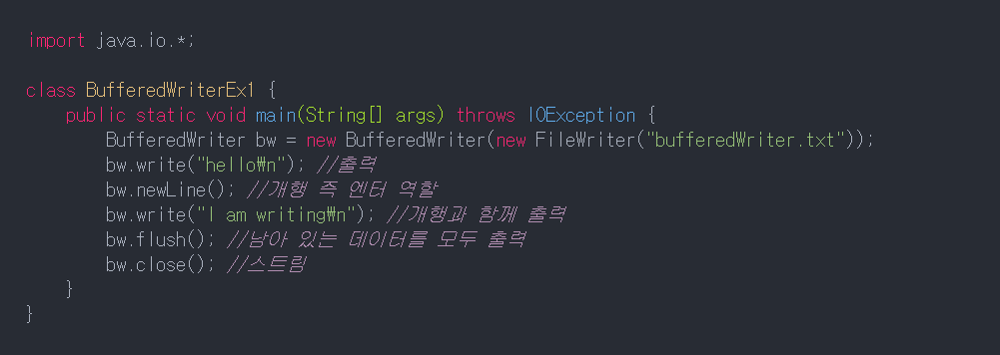 import java.io.*;
class BufferedWriterEx1 {
public static void main(String[] args) throws IOException {
BufferedWriter bw = new BufferedWriter(new FileWriter("bufferedWriter.txt"));
bw.write("hello₩n"); //출력
bw.newLine(); //개행 즉 엔터 역할
bw.write("I am writing₩n"); //개행과 함께 출력
bw.flush(); //남아 있는 데이터를 모두 출력
bw.close(); //스트림
}
}